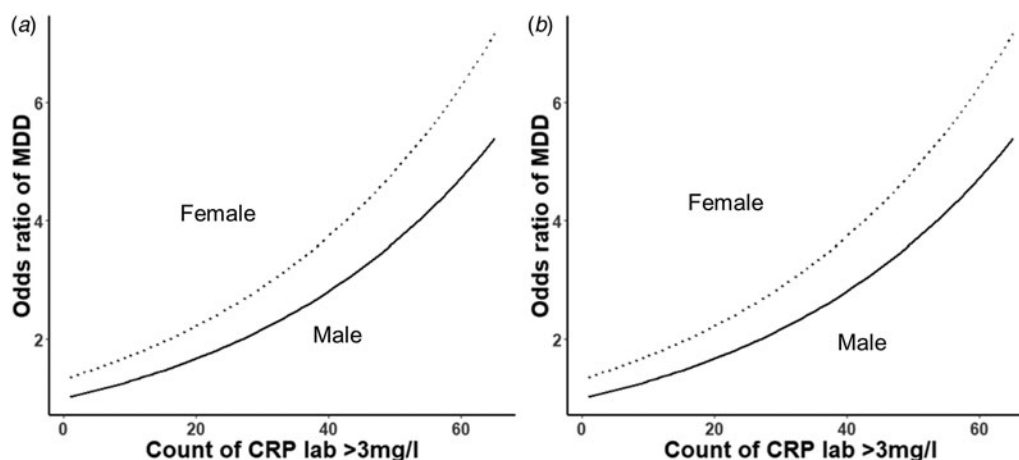 (a)
Odds ratio of MDD
6
4
2
Female
Male
0
20
40
60
Count of CRP lab >3mg/l
(b)
Odds ratio of MDD
6
4
2
Female
Male
0
20
40
60
Count of CRP lab >3mg/l